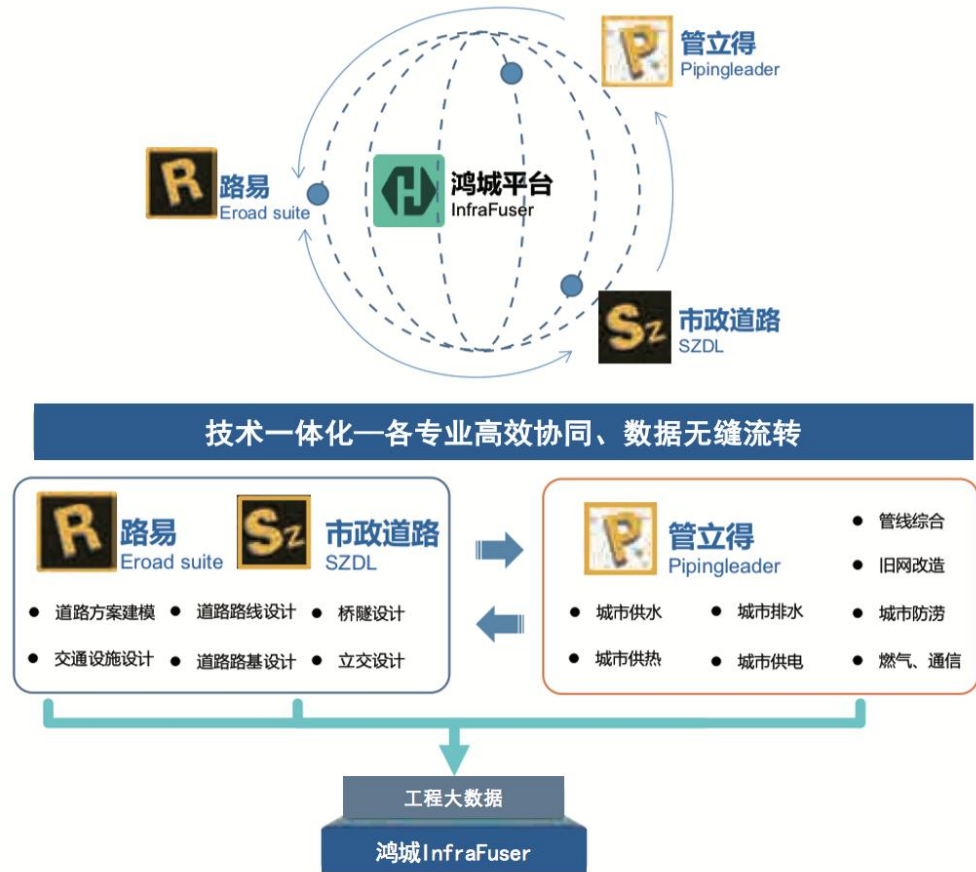 P
管立得
Pipingleader
R
路易
Eroad suite
鸿城平台
InfraFuser
SZ
市政道路
SZDL
技术一体化—各专业高效协同、数据无缝流转
R
路易
Eroad suite
SZ
市政道路
SZDL
● 道路方案建模
● 道路路线设计
● 桥隧设计
● 交通设施设计
● 道路路基设计
● 立交设计
P
管立得
Pipingleader
● 管线综合
● 旧网改造
● 城市供水
● 城市排水
● 城市防涝
● 城市供热
● 城市供电
● 燃气、通信
工程大数据
鸿城InfraFuser